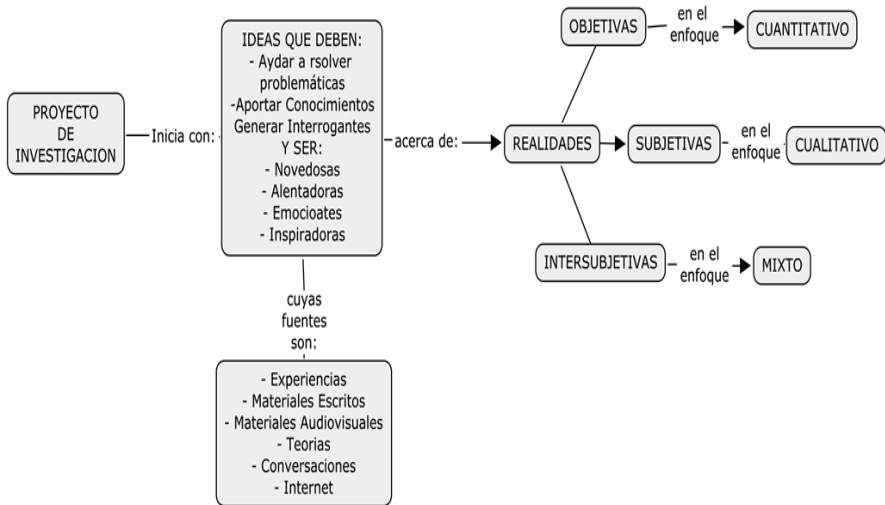 PROYECTO
DE
INVESTIGACION
Inicia con:
IDEAS QUE DEBEN:
- Aydar a rsolver
problemáticas
-Aportar Conocimientos
Generar Interrogantes
Y SER:
- Novedosas
- Alentadoras
- Emocioates
- Inspiradoras
cuyas
fuentes
son:
- Experiencias
- Materiales Escritos
- Materiales Audiovisuales
- Teorias
- Conversaciones
- Internet
acerca de:
REALIDADES
OBJETIVAS
en el
enfoque
CUANTITATIVO
SUBJETIVAS
en el
enfoque
CUALITATIVO
INTERSUBJETIVAS
en el
enfoque
MIXTO